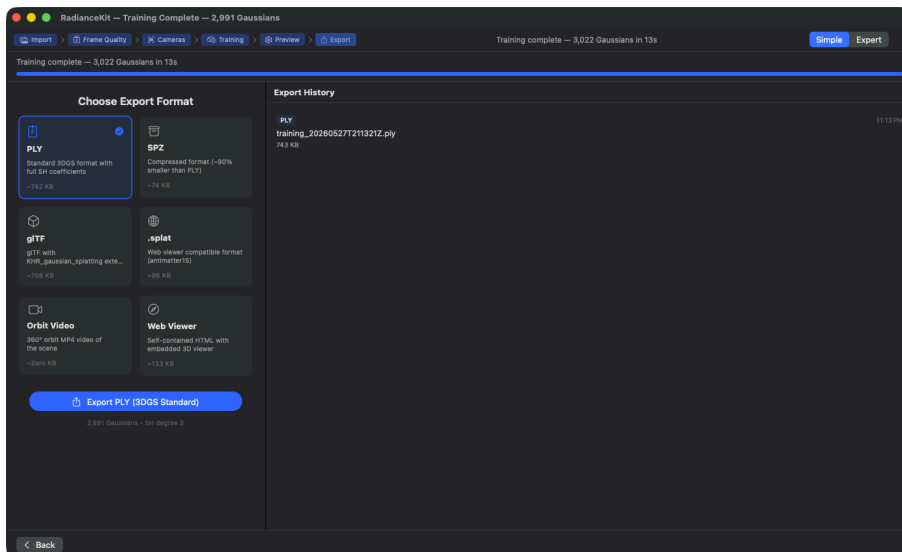 RadianceKit — Training Complete — 2,991 Gaussians
Import > Frame Quality > Cameras > Training > Preview > Export
Training complete — 3,022 Gaussians in 13s
Simple Expert
Training complete — 3,022 Gaussians in 13s
Choose Export Format
PLY
Standard 3DGS format with
full SH coefficients
~742 KB
SPZ
Compressed format (~90%
smaller than PLY)
~74 KB
glTF
glTF with
KHR_gaussian_splatting exte...
~708 KB
.splat
Web viewer compatible format
(antimatter15)
~96 KB
Orbit Video
360° orbit MP4 video of
the scene
~Zero KB
Web Viewer
Self-contained HTML with
embedded 3D viewer
~133 KB
Export PLY (3DGS Standard)
2,991 Gaussians • SH degree 3
Export History
PLY
11:13 PM
training_20260527T211321Z.ply
743 KB
< Back